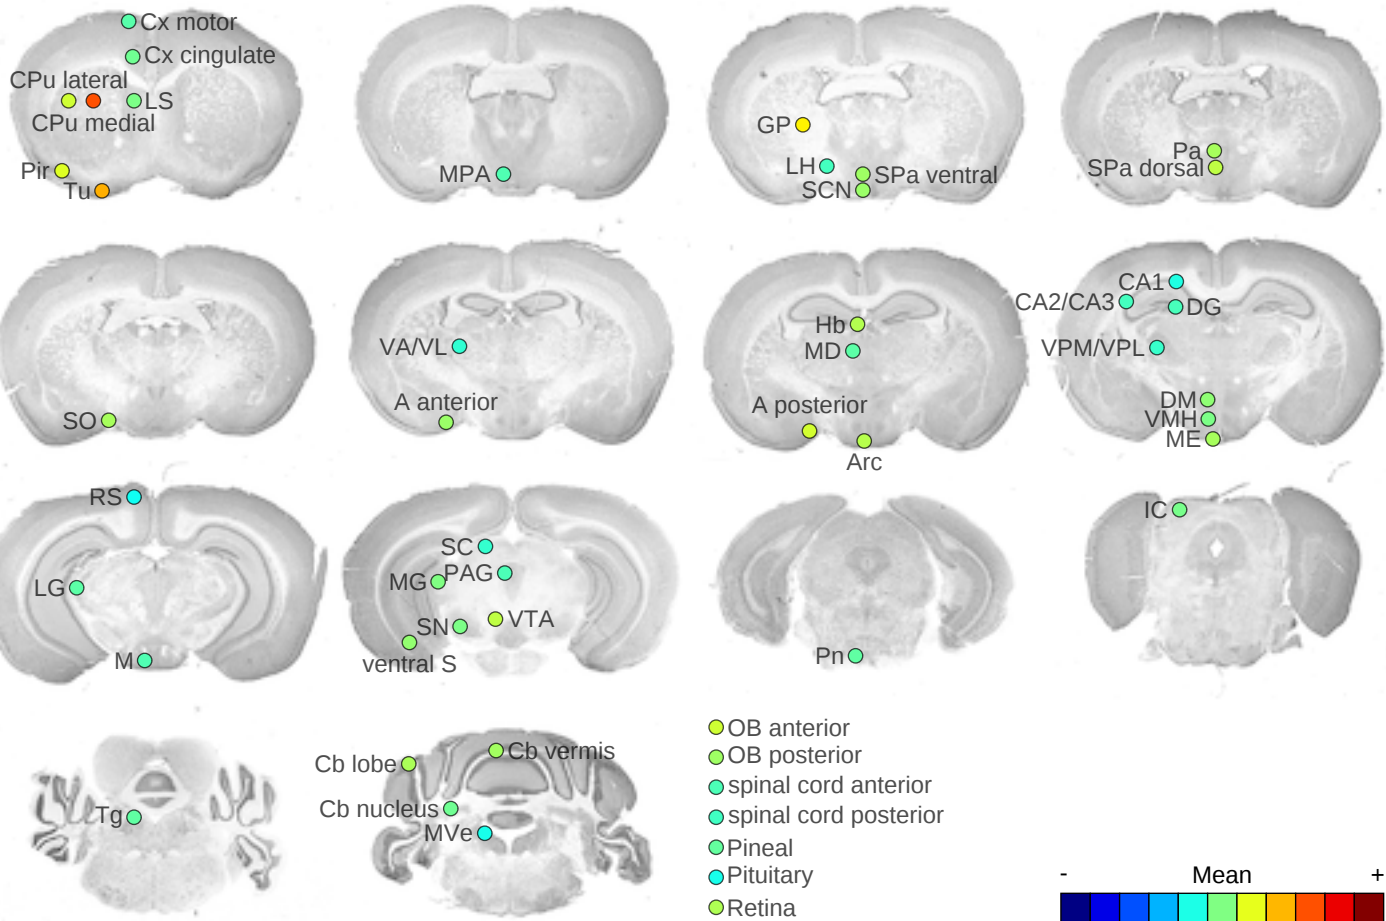 Cx motor
Cx cingulate
CPu lateral
LS
CPu medial
Pir
Tu
MPA
GP
LH
SPa ventral
SCN
Pa
SPa dorsal
SO
VA/VL
A anterior
Hb
MD
A posterior
Arc
CA1
CA2/CA3
DG
VPM/VPL
DM
VMH
ME
RS
LG
M
SC
PAG
MG
VTA
SN
ventral S
Pn
IC
Tg
Cb vermis
Cb lobe
Cb nucleus
MVe
OB anterior
OB posterior
spinal cord anterior
spinal cord posterior
Pineal
Pituitary
Retina
- Mean +